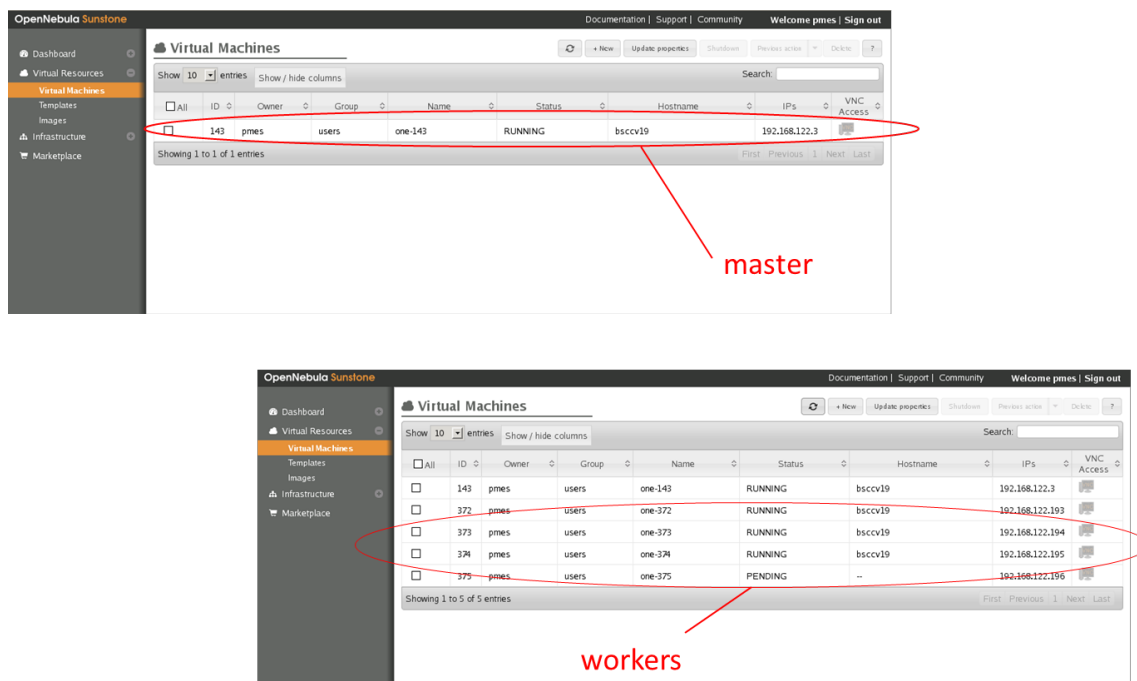 OpenNebula Sunstone
Documentation | Support | Community Welcome pmes | Sign out
Dashboard
Virtual Resources
Virtual Machines
Templates
Images
Infrastructure
Marketplace
Virtual Machines
+ New Update properties Shutdown Previous action Delete ?
Show 10 entries Show / hide columns Search:
All ID Owner Group Name Status Hostname IPs VNC Access
143 pmes users one-143 RUNNING bsccv19 192.168.122.3
Showing 1 to 1 of 1 entries First Previous 1 Next Last
master
OpenNebula Sunstone
Documentation | Support | Community Welcome pmes | Sign out
Dashboard
Virtual Resources
Virtual Machines
Templates
Images
Infrastructure
Marketplace
Virtual Machines
+ New Update properties Shutdown Previous action Delete ?
Show 10 entries Show / hide columns Search:
All ID Owner Group Name Status Hostname IPs VNC Access
143 pmes users one-143 RUNNING bsccv19 192.168.122.3
372 pmes users one-372 RUNNING bsccv19 192.168.122.193
373 pmes users one-373 RUNNING bsccv19 192.168.122.194
374 pmes users one-374 RUNNING bsccv19 192.168.122.195
375 pmes users one-375 PENDING -- 192.168.122.196
Showing 1 to 5 of 5 entries First Previous 1 Next Last
workers